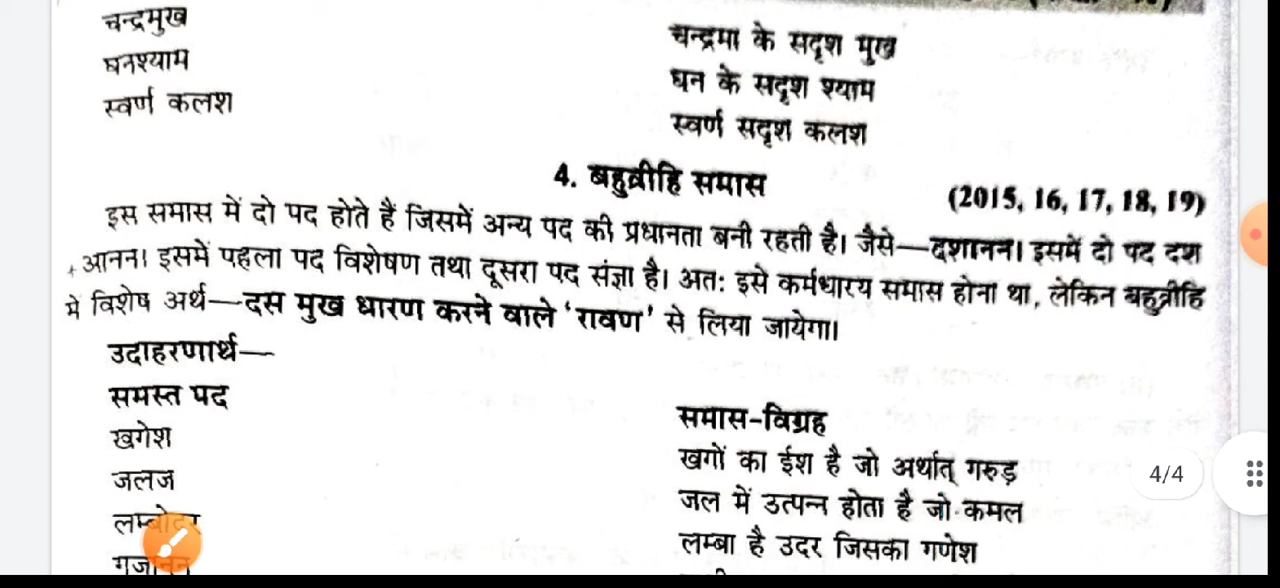 चन्द्रमुख चन्द्रमा के सदृश मुख
घनश्याम घन के सदृश श्याम
स्वर्ण कलश स्वर्ण सदृश कलश
4. बहुव्रीहि समास
(2015, 16, 17, 18, 19)
इस समास में दो पद होते हैं जिसमें अन्य पद की प्रधानता बनी रहती है। जैसे—दशानन। इसमें दो पद दश
+ आनन। इसमें पहला पद विशेषण तथा दूसरा पद संज्ञा है। अतः इसे कर्मधारय समास होना था, लेकिन बहुव्रीहि
में विशेष अर्थ—दस मुख धारण करने वाले ‘रावण’ से लिया जायेगा।
उदाहरणार्थ—
समस्त पद समास-विग्रह
खगेश खगों का ईश है जो अर्थात् गरुड़
जलज जल में उत्पन्न होता है जो कमल
लम्बोदर लम्बा है उदर जिसका गणेश
गजानन
4/4